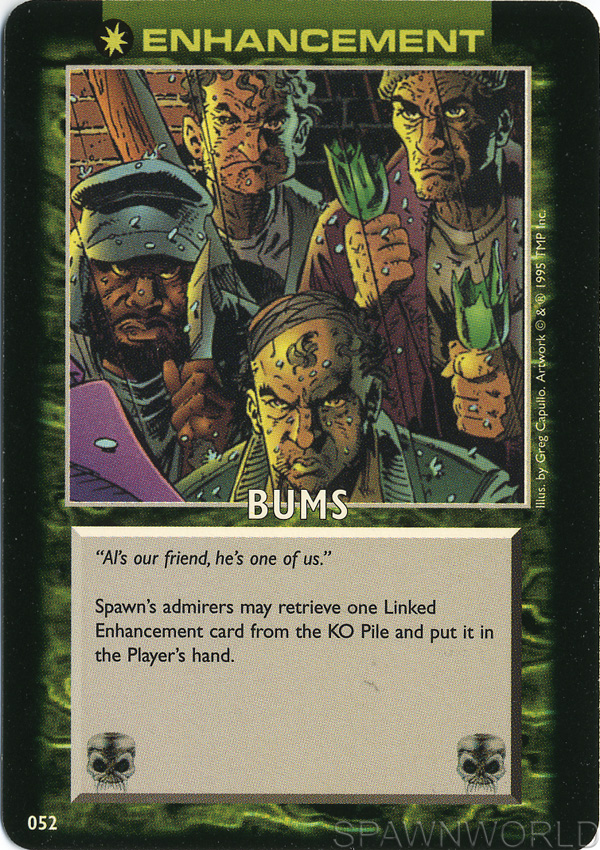 ENHANCEMENT
Illus. by Greg Capullo. Artwork © & ® 1995 TMP Inc.
BUMS
“Al’s our friend, he’s one of us.”
Spawn’s admirers may retrieve one Linked
Enhancement card from the KO Pile and put it in
the Player’s hand.
052
SPAWNWORLD